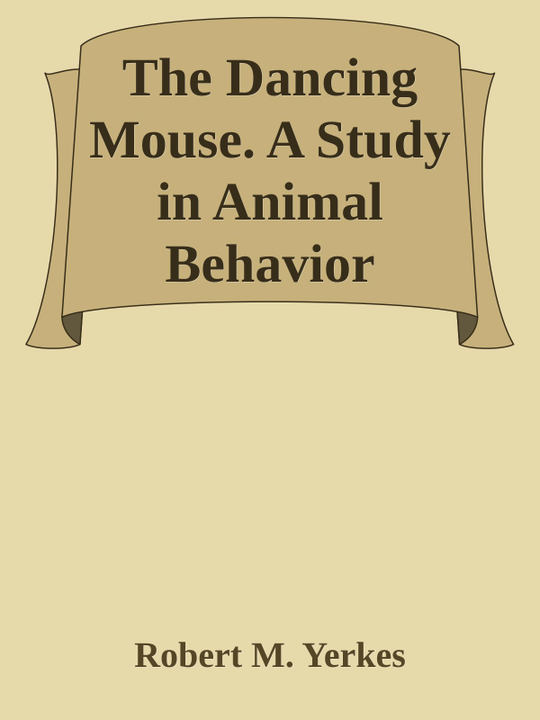 The Dancing
Mouse. A Study
in Animal
Behavior
Robert M. Yerkes